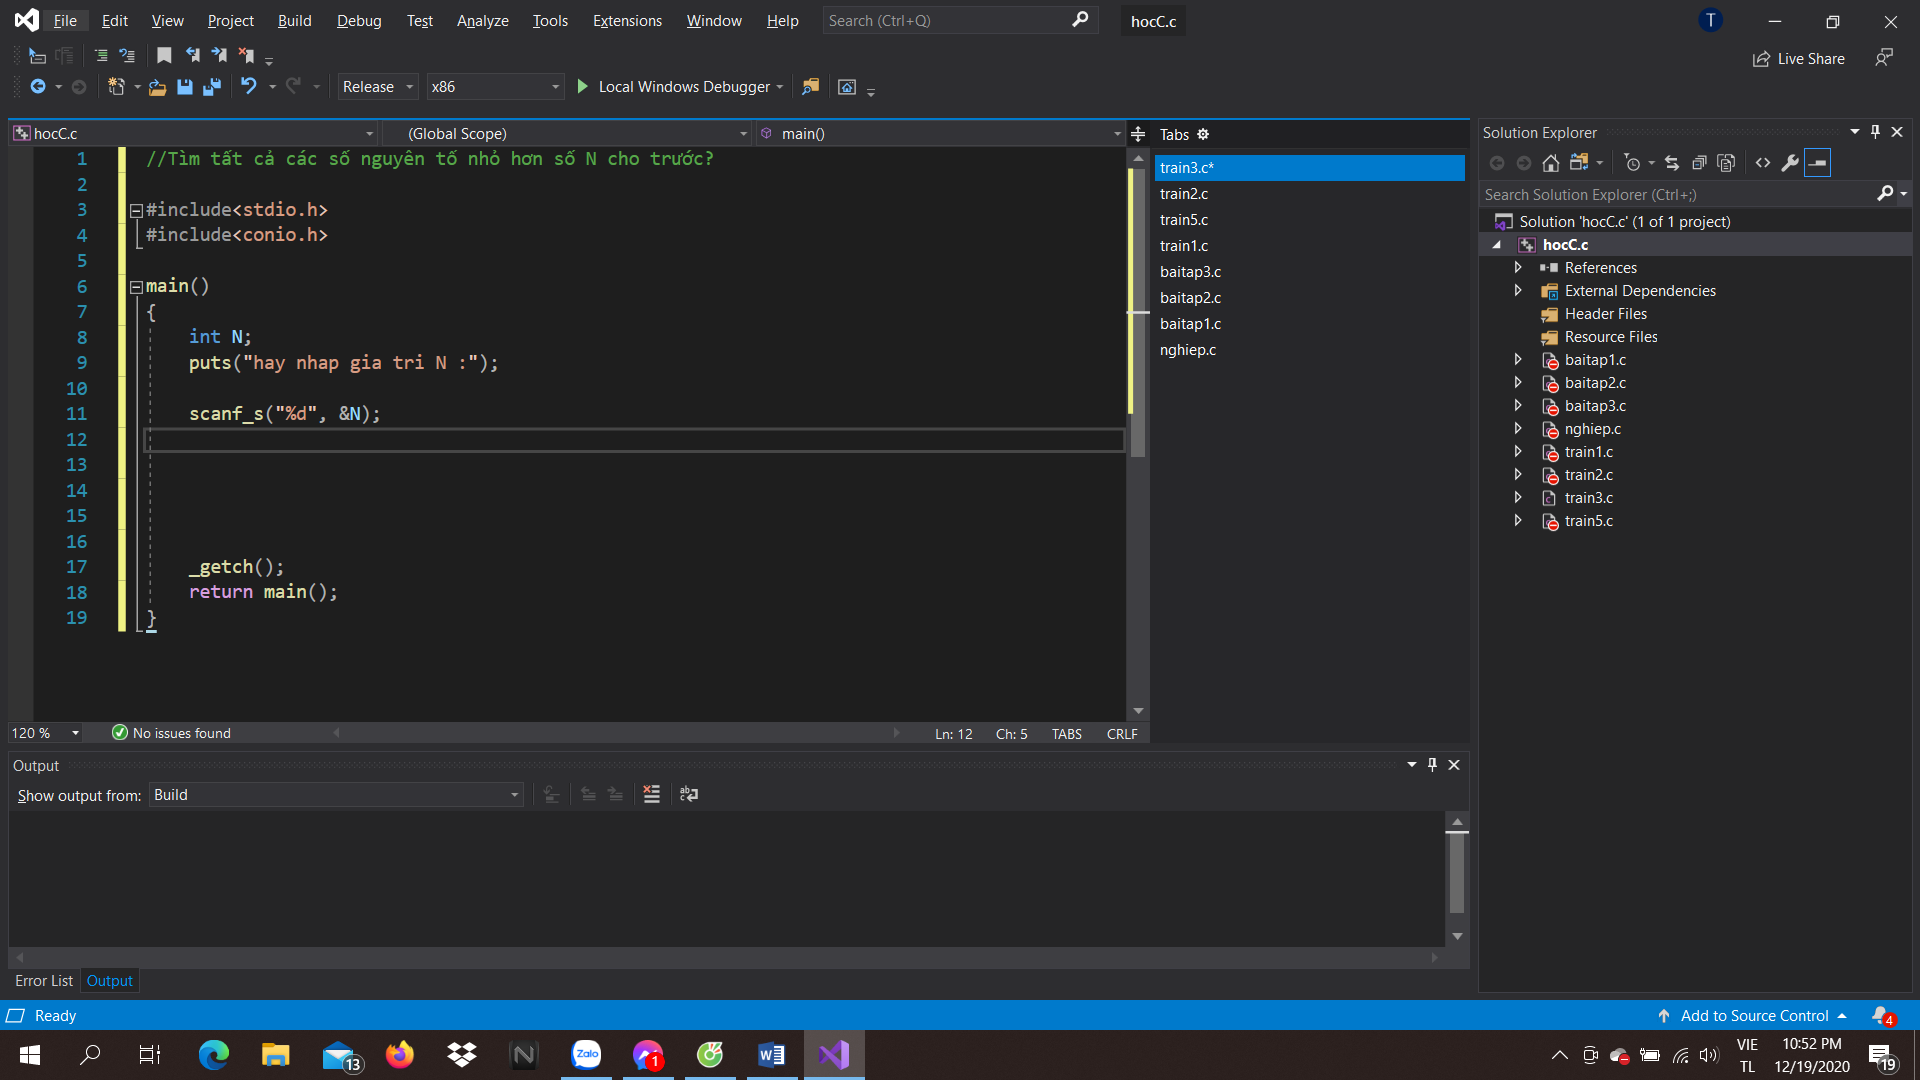 File Edit View Project Build Debug Test Analyze Tools Extensions Window Help Search (Ctrl+Q) hocC.c T
Live Share
Release x86 Local Windows Debugger
hocC.c (Global Scope) main() Tabs
1 //Tìm tất cả các số nguyên tố nhỏ hơn số N cho trước?
2
3 #include<stdio.h>
4 #include<conio.h>
5
6 main()
7 {
8 int N;
9 puts("hay nhap gia tri N :");
10
11 scanf_s("%d", &N);
12
13
14
15
16
17 _getch();
18 return main();
19 }
120 % No issues found Ln: 12 Ch: 5 TABS CRLF
train3.c*
train2.c
train5.c
train1.c
baitap3.c
baitap2.c
baitap1.c
nghiep.c
Solution Explorer
Search Solution Explorer (Ctrl+;)
Solution 'hocC.c' (1 of 1 project)
hocC.c
References
External Dependencies
Header Files
Resource Files
baitap1.c
baitap2.c
baitap3.c
nghiep.c
train1.c
train2.c
train3.c
train5.c
Output
Show output from: Build
Error List Output
Ready Add to Source Control 4
13 Zalo 1 VIE 10:52 PM
TL 12/19/2020 19